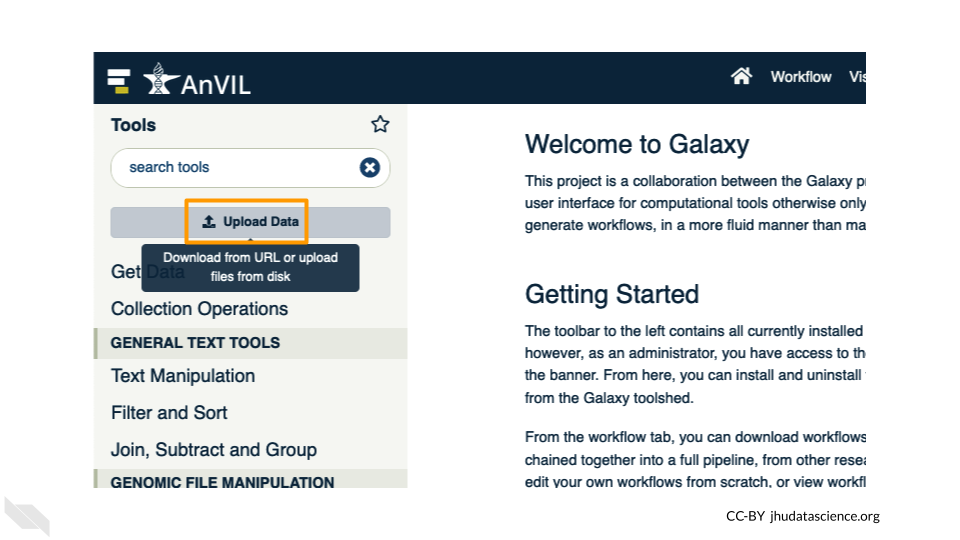 AnVIL
Workflow
Tools
search tools
Upload Data
Download from URL or upload
files from disk
Get Data
Collection Operations
GENERAL TEXT TOOLS
Text Manipulation
Filter and Sort
Join, Subtract and Group
GENOMIC FILE MANIPULATION
Welcome to Galaxy
This project is a collaboration between the Galaxy
user interface for computational tools otherwise only
generate workflows, in a more fluid manner than
Getting Started
The toolbar to the left contains all currently installed
however, as an administrator, you have access to
the banner. From here, you can install and uninstall
from the Galaxy toolshed.
From the workflow tab, you can download workflows
chained together into a full pipeline, from other
edit your own workflows from scratch, or view
CC-BY jhudatascience.org